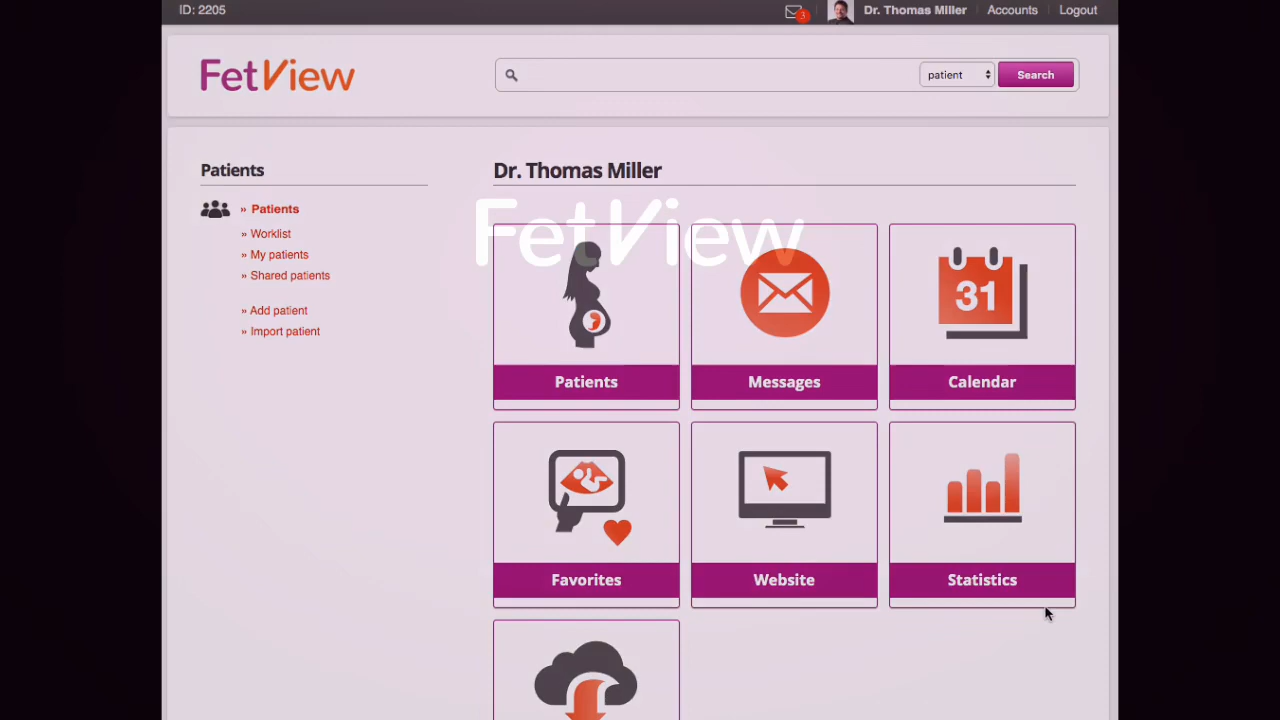 ID: 2205
3
Dr. Thomas Miller
Accounts
Logout
FetView
patient
Search
Patients
» Patients
» Worklist
» My patients
» Shared patients
» Add patient
» Import patient
Dr. Thomas Miller
FetView
31
Patients
Messages
Calendar
Favorites
Website
Statistics